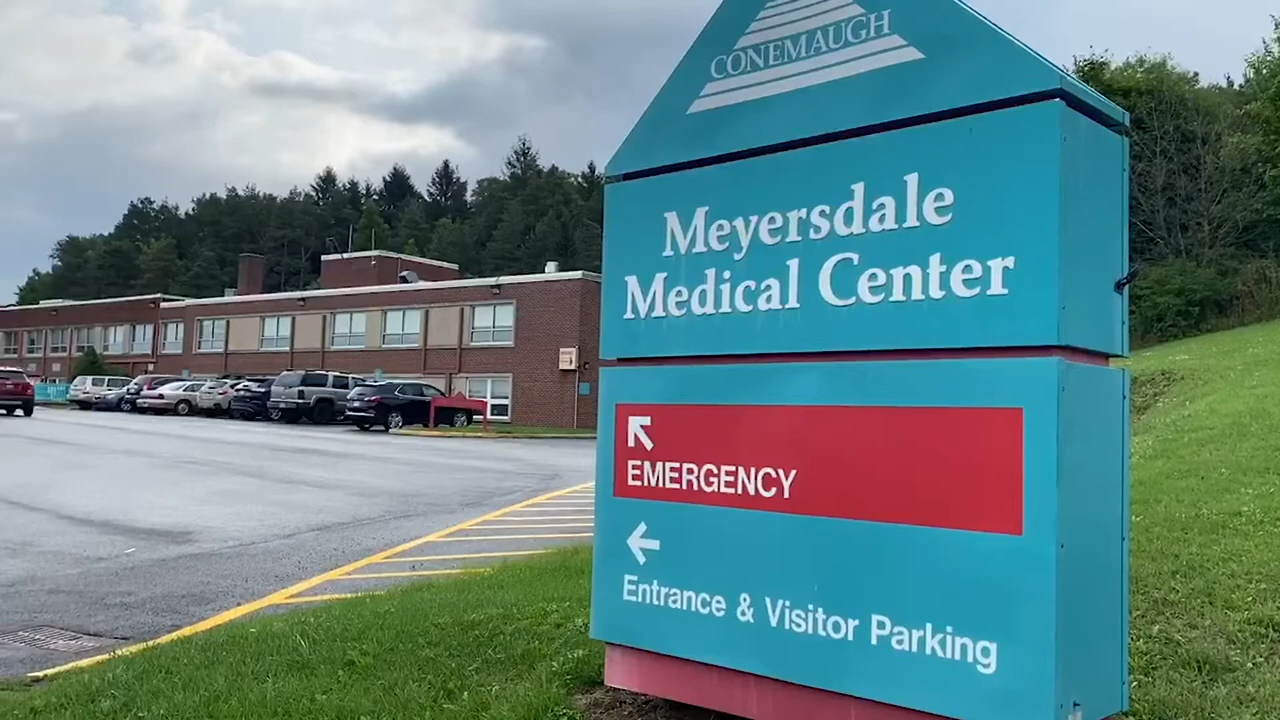 CONEMAUGH
Meyersdale
Medical Center
EMERGENCY
Entrance & Visitor Parking